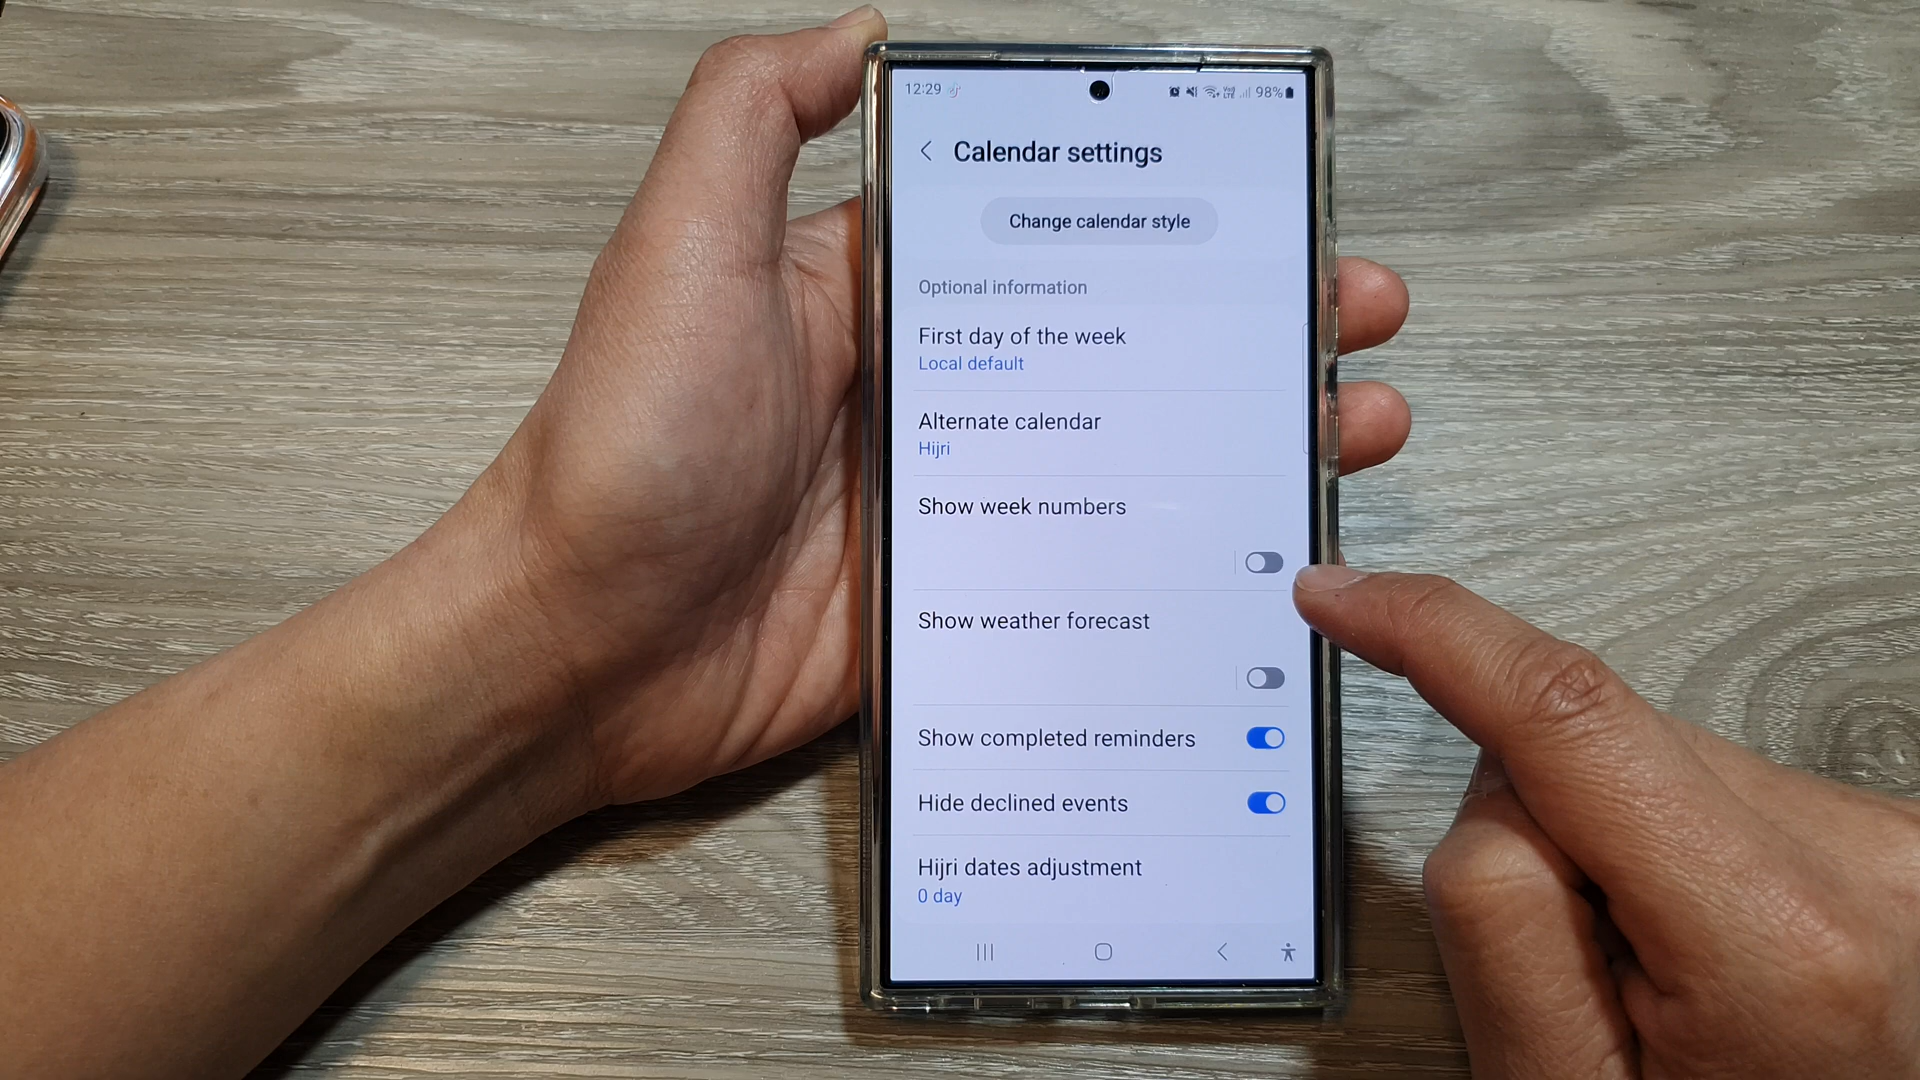 12:29
98%
Calendar settings
Change calendar style
Optional information
First day of the week
Local default
Alternate calendar
Hijri
Show week numbers
Show weather forecast
Show completed reminders
Hide declined events
Hijri dates adjustment
0 day